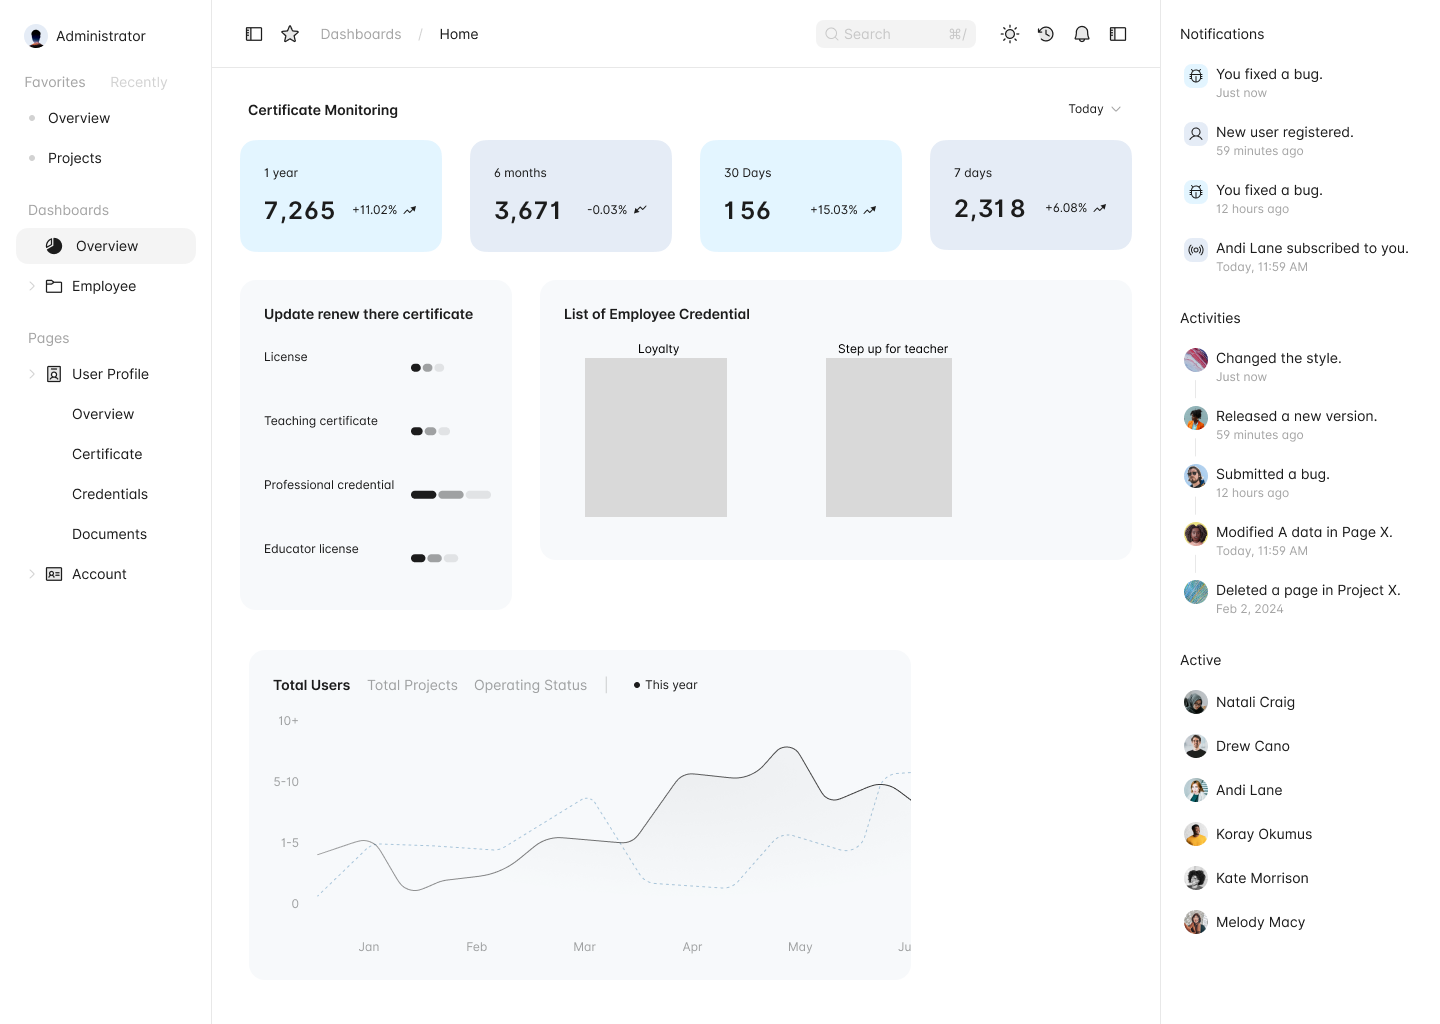 Administrator
Favorites Recently
Overview
Projects
Dashboards
Overview
Employee
Pages
User Profile
Overview
Certificate
Credentials
Documents
Account
Dashboards / Home
Search ⌘/
Certificate Monitoring
Today
1 year
7,265 +11.02%
6 months
3,671 -0.03%
30 Days
156 +15.03%
7 days
2,318 +6.08%
Update renew there certificate
License
Teaching certificate
Professional credential
Educator license
List of Employee Credential
Loyalty
Step up for teacher
Total Users Total Projects Operating Status This year
10+
5-10
1-5
0
Jan Feb Mar Apr May Ju
Notifications
You fixed a bug.
Just now
New user registered.
59 minutes ago
You fixed a bug.
12 hours ago
Andi Lane subscribed to you.
Today, 11:59 AM
Activities
Changed the style.
Just now
Released a new version.
59 minutes ago
Submitted a bug.
12 hours ago
Modified A data in Page X.
Today, 11:59 AM
Deleted a page in Project X.
Feb 2, 2024
Active
Natali Craig
Drew Cano
Andi Lane
Koray Okumus
Kate Morrison
Melody Macy